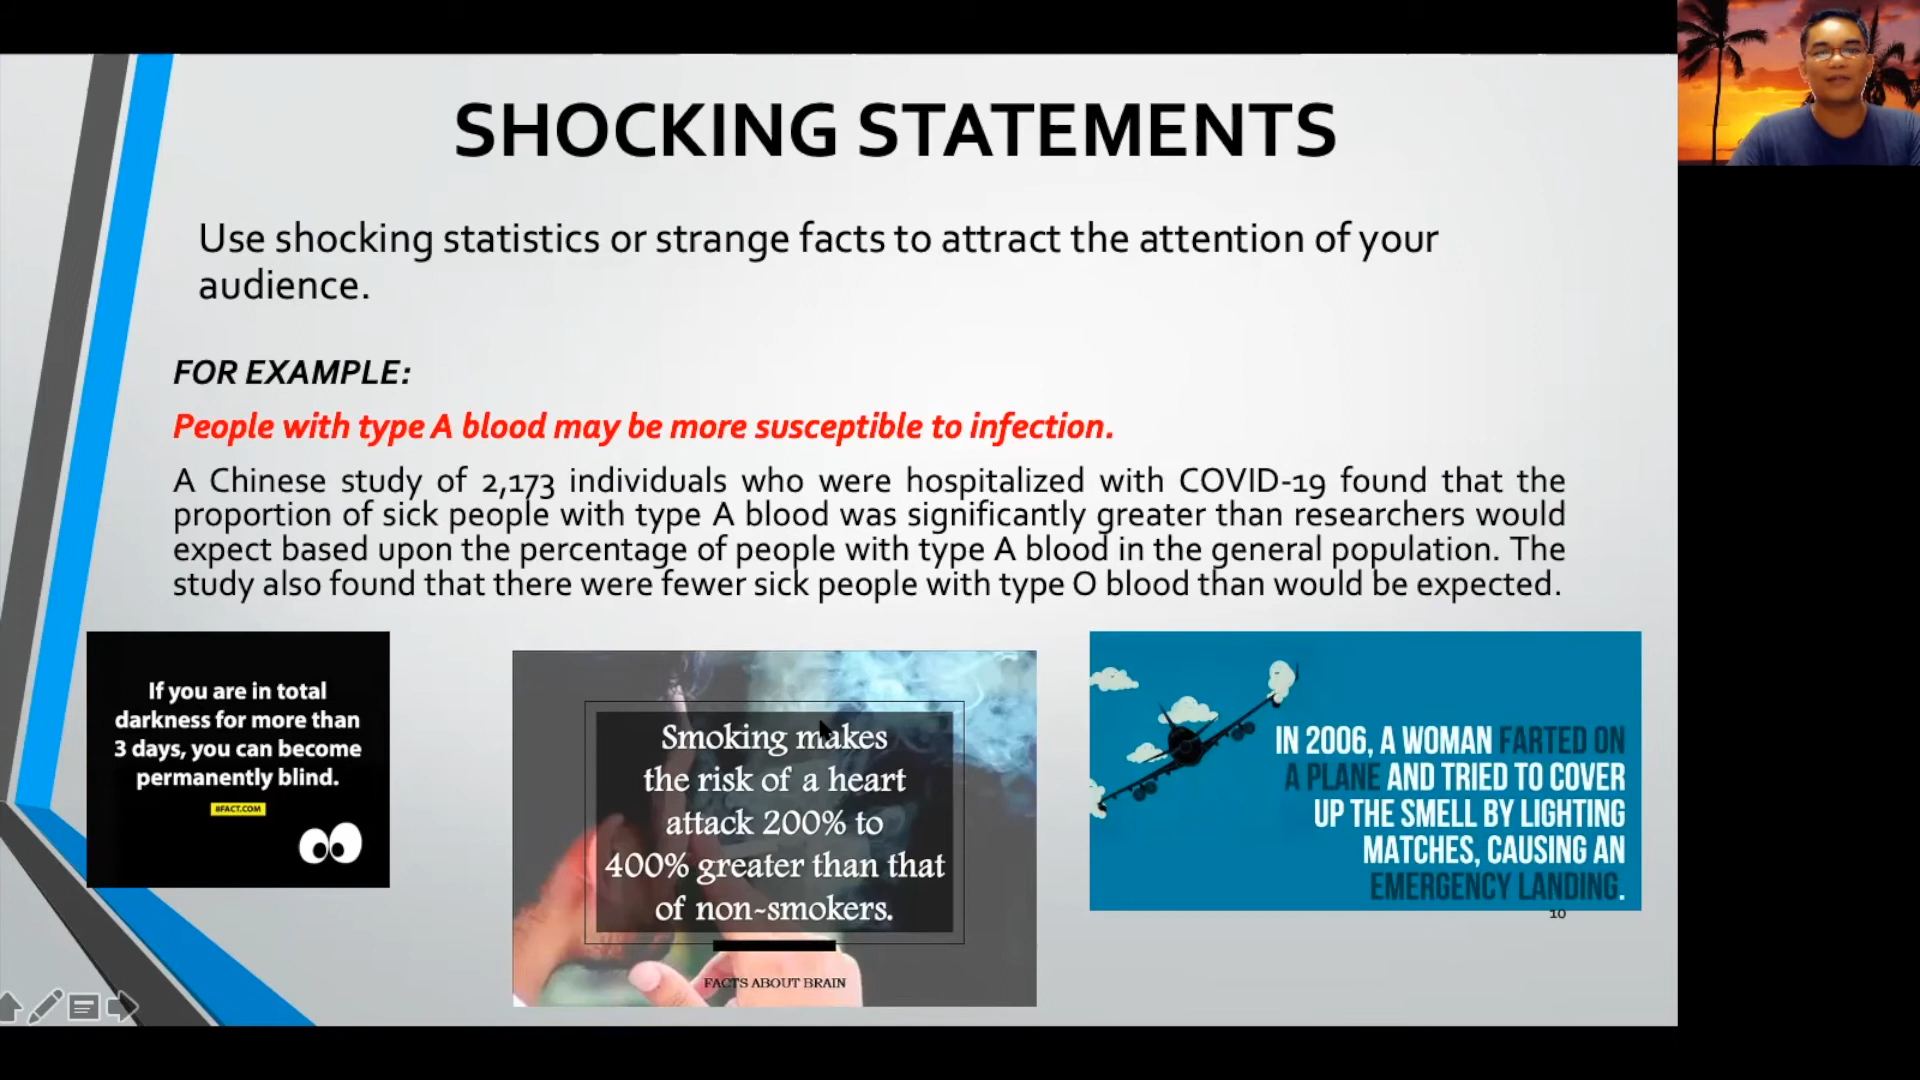 SHOCKING STATEMENTS
Use shocking statistics or strange facts to attract the attention of your
audience.
FOR EXAMPLE:
People with type A blood may be more susceptible to infection.
A Chinese study of 2,173 individuals who were hospitalized with COVID-19 found that the
proportion of sick people with type A blood was significantly greater than researchers would
expect based upon the percentage of people with type A blood in the general population. The
study also found that there were fewer sick people with type O blood than would be expected.
If you are in total
darkness for more than
3 days, you can become
permanently blind.
8FACT.COM
Smoking makes
the risk of a heart
attack 200% to
400% greater than that
of non-smokers.
FACTS ABOUT BRAIN
IN 2006, A WOMAN FARTED ON
A PLANE AND TRIED TO COVER
UP THE SMELL BY LIGHTING
MATCHES, CAUSING AN
EMERGENCY LANDING.
10